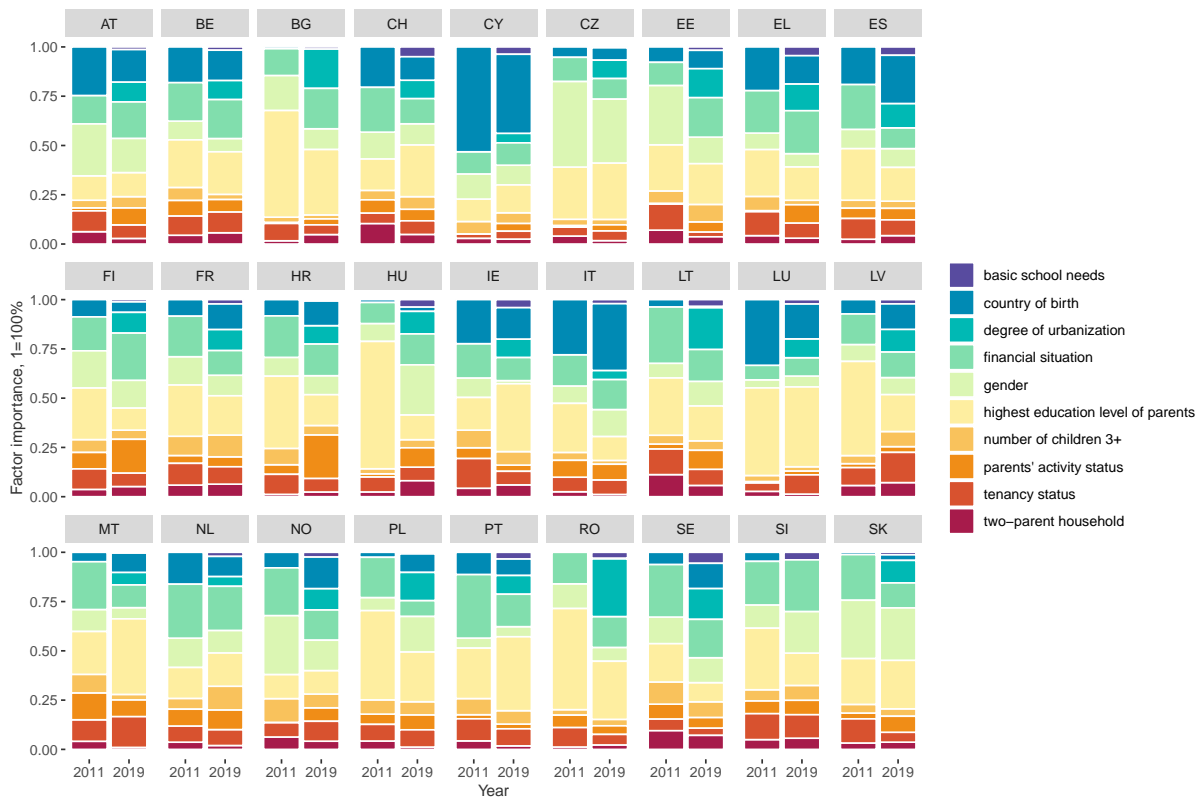 AT BE BG CH CY CZ EE EL ES
1.00
0.75
0.50
0.25
0.00
FI FR HR HU IE IT LT LU LV
1.00
0.75
0.50
0.25
0.00
MT NL NO PL PT RO SE SI SK
1.00
0.75
0.50
0.25
0.00
2011 2019 2011 2019 2011 2019 2011 2019 2011 2019 2011 2019 2011 2019 2011 2019 2011 2019
Year
Factor importance, 1=100%
basic school needs
country of birth
degree of urbanization
financial situation
gender
highest education level of parents
number of children 3+
parents' activity status
tenancy status
two−parent household